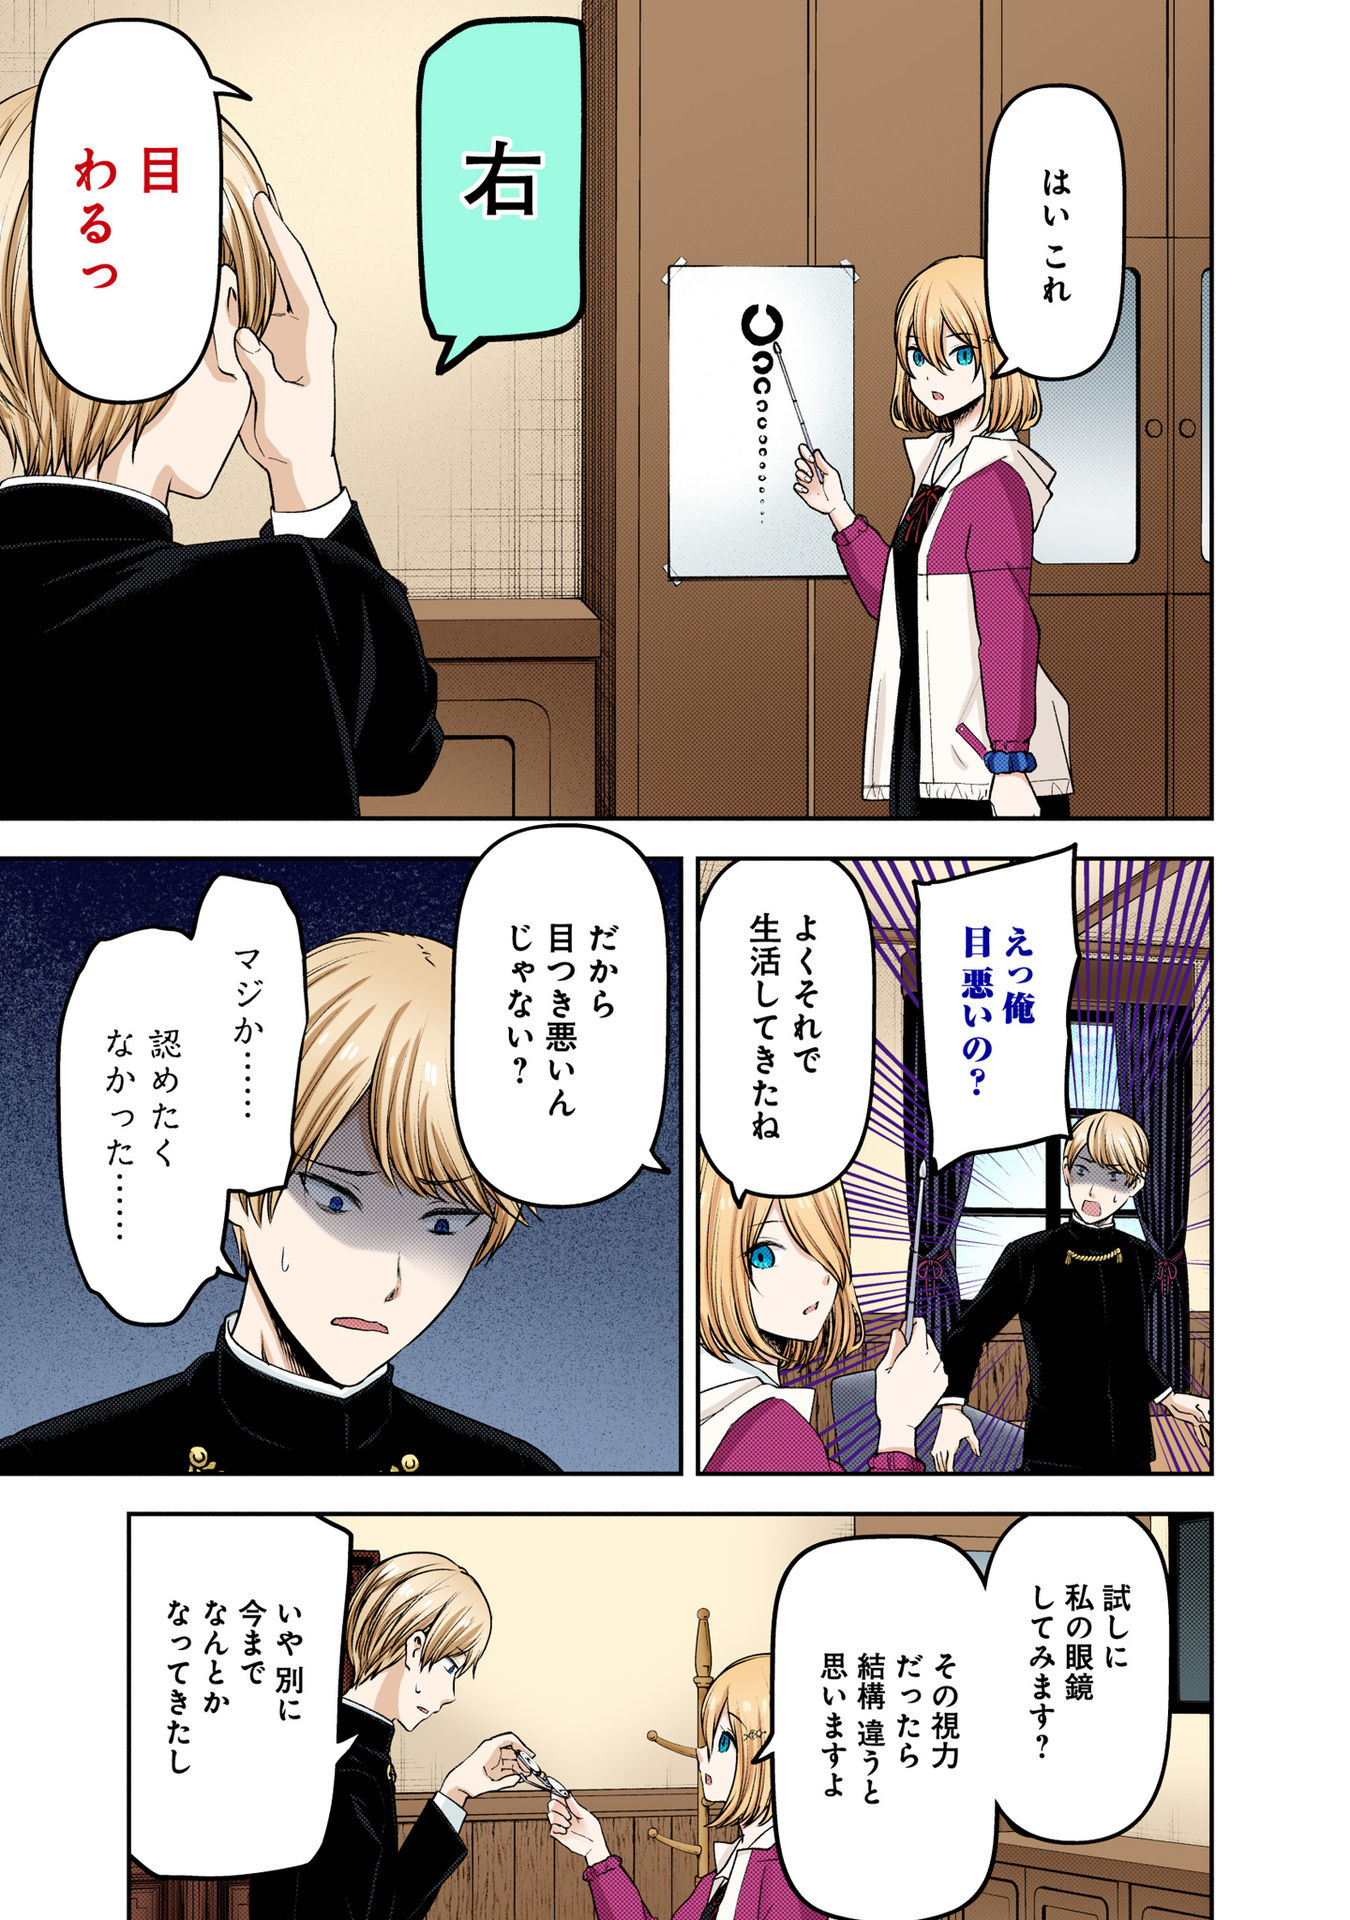 はい これ
右
目
わるっ
えっ俺
目 悪いの?
よくそれで
生活してきたね
だから
目つき悪いん
じゃない?
マジか……
認めたく
なかった……
試しに
私の眼鏡
してみます?
その視力
だったら
結構 違うと
思いますよ
いや 別に
今まで
なんとか
なってきたし